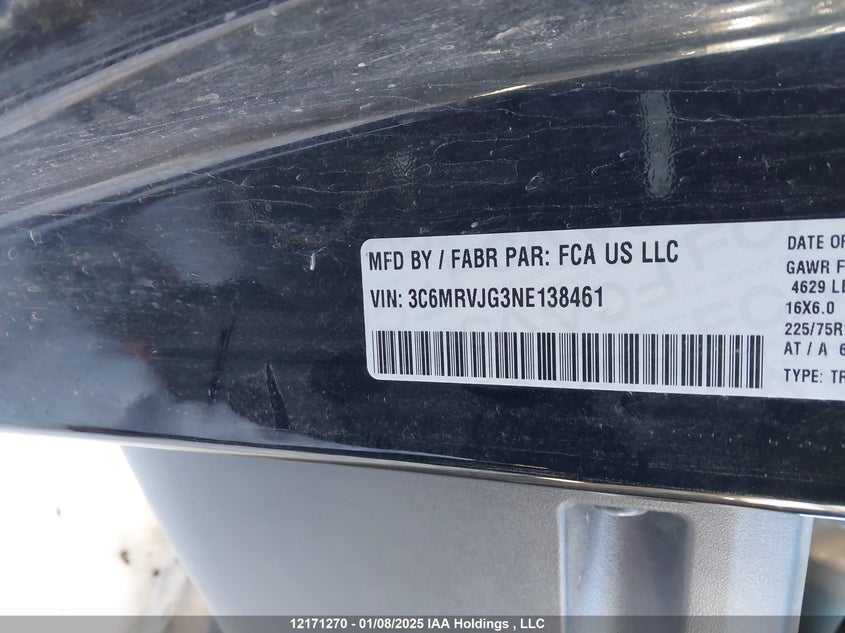 MFD BY / FABR PAR: FCA US LLC
VIN: 3C6MRVJG3NE138461
DATE OF
GAWR F
4629 LB
16X6.0
225/75R
AT / A 6
TYPE: TR
12171270 - 01/08/2025 IAA Holdings , LLC